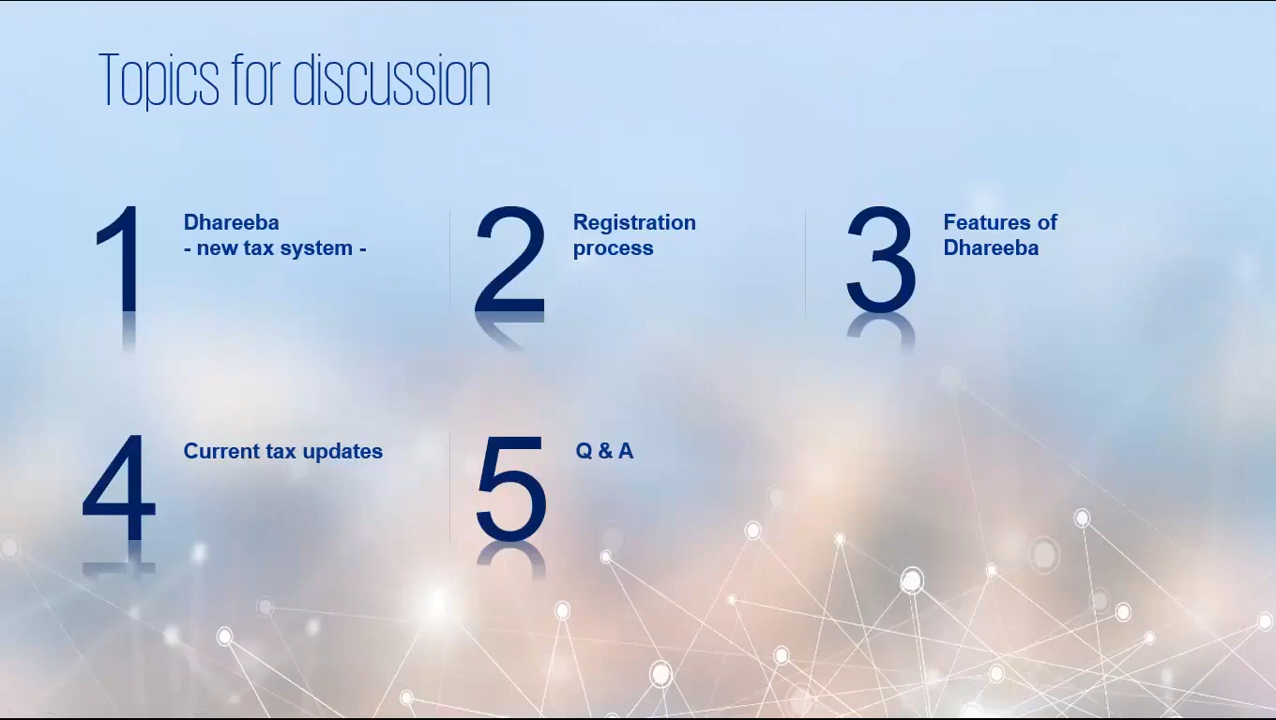 Topics for discussion
1
Dhareeba
- new tax system -
2
Registration
process
3
Features of
Dhareeba
4
Current tax updates
5
Q & A